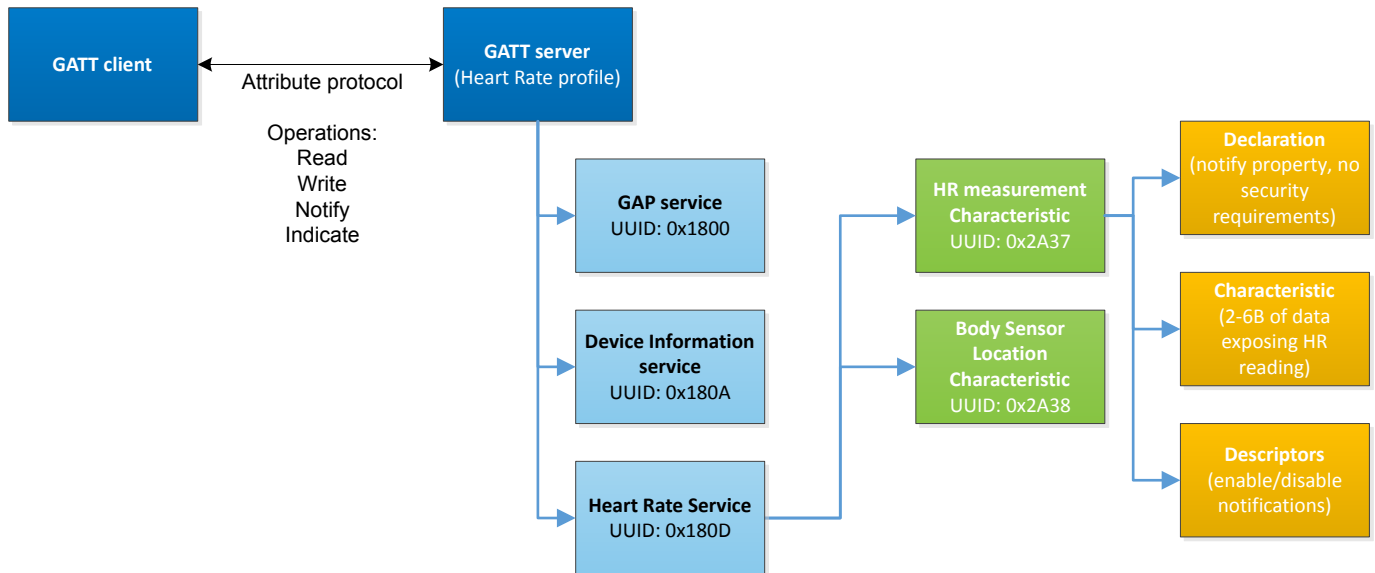 GATT client
Attribute protocol
Operations:
Read
Write
Notify
Indicate
GATT server
(Heart Rate profile)
GAP service
UUID: 0x1800
Device Information
service
UUID: 0x180A
Heart Rate Service
UUID: 0x180D
HR measurement
Characteristic
UUID: 0x2A37
Body Sensor
Location
Characteristic
UUID: 0x2A38
Declaration
(notify property, no
security
requirements)
Characteristic
(2-6B of data
exposing HR
reading)
Descriptors
(enable/disable
notifications)